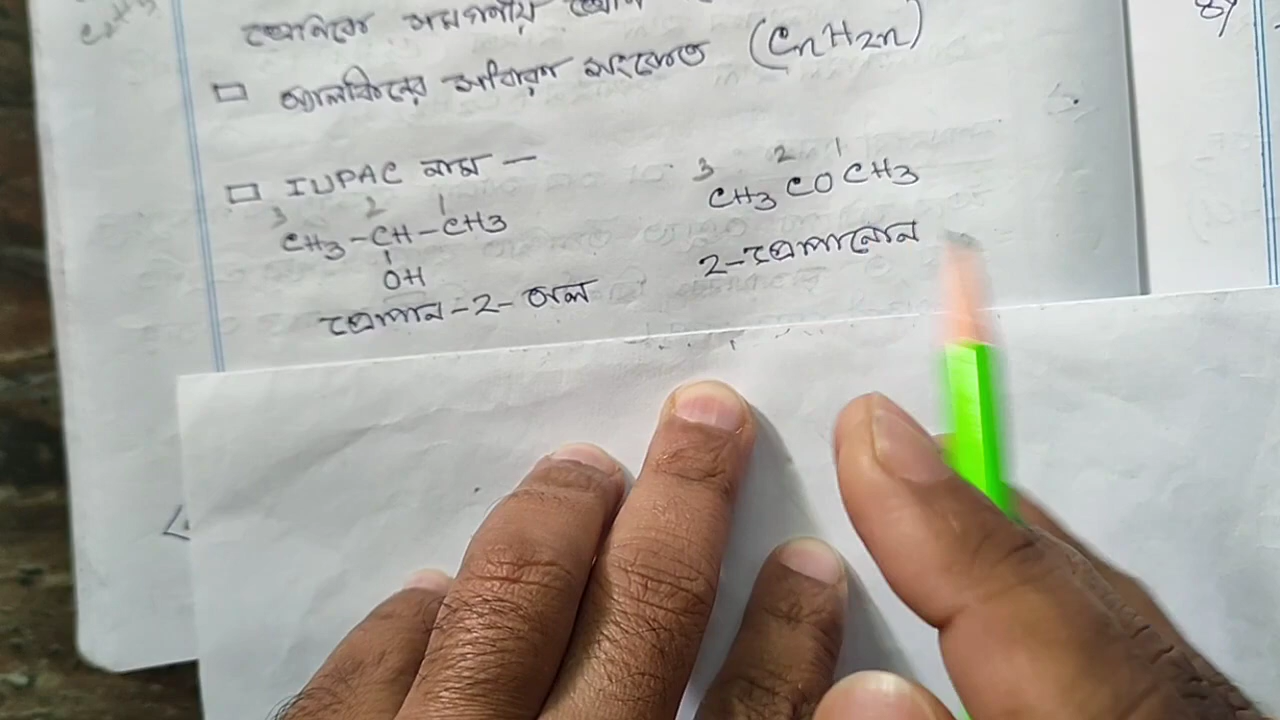 সমগণীয়
□ অ্যালকিনের সাধারণ সংকেত (CnH2n)
□ IUPAC নাম —
3 2 1
CH3-CH-CH3
OH
প্রোপান-2-অল
3 2 1
CH3 CO CH3
2-প্রোপানোন